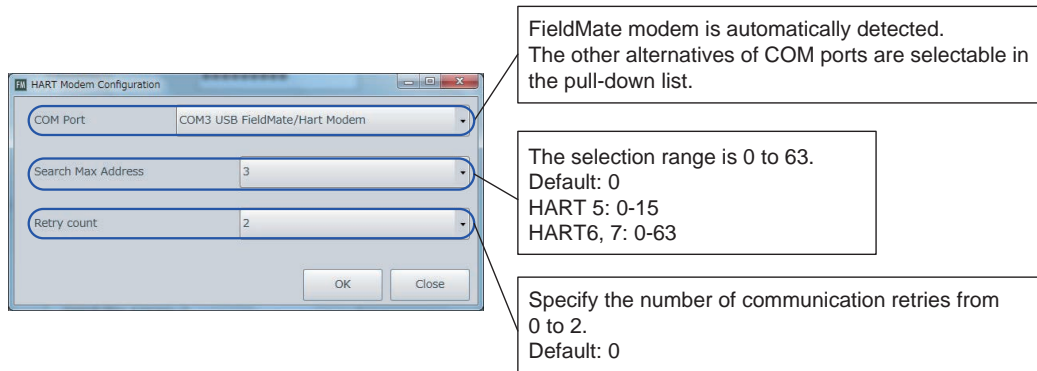 FieldMate modem is automatically detected.
The other alternatives of COM ports are selectable in
the pull-down list.
FM HART Modem Configuration
COM Port COM3 USB FieldMate/Hart Modem
Search Max Address 3
Retry count 2
OK Close
The selection range is 0 to 63.
Default: 0
HART 5: 0-15
HART6, 7: 0-63
Specify the number of communication retries from
0 to 2.
Default: 0